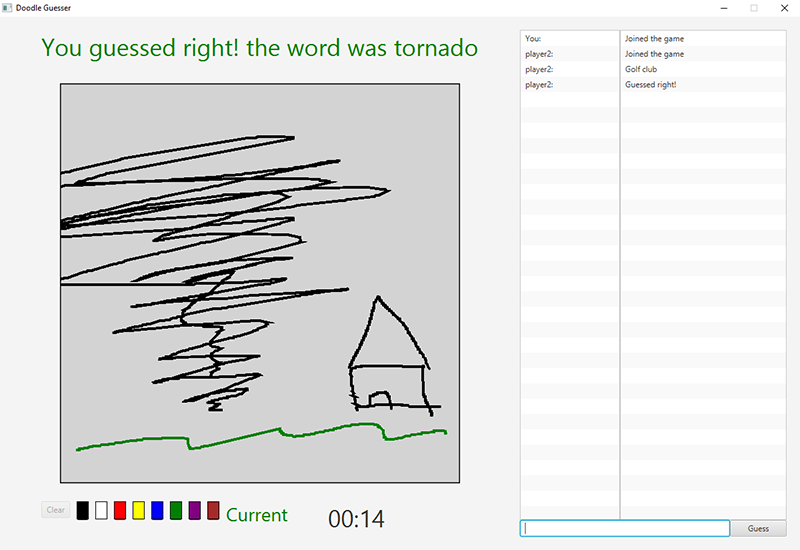 Doodle Guesser
You guessed right! the word was tornado
You: Joined the game
player2: Joined the game
player2: Golf club
player2: Guessed right!
Clear
Current
00:14
Guess